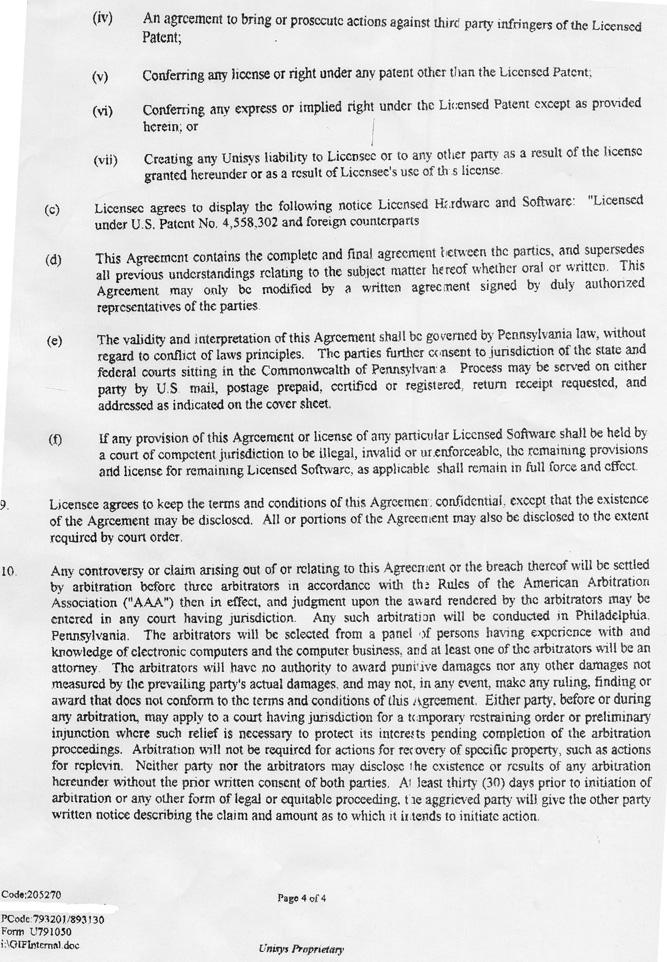 (iv) An agreement to bring or prosecute actions against third party infringers of the Licensed
Patent;
(v) Conferring any license or right under any patent other than the Licensed Patent;
(vi) Conferring any express or implied right under the Licensed Patent except as provided
herein; or
(vii) Creating any Unisys liability to Licensee or to any other party as a result of the license
granted hereunder or as a result of Licensee's use of this license.
(c) Licensee agrees to display the following notice Licensed Hardware and Software: "Licensed
under U.S. Patent No. 4,558,302 and foreign counterparts
(d) This Agreement contains the complete and final agreement between the parties, and supersedes
all previous understandings relating to the subject matter hereof whether oral or written. This
Agreement may only be modified by a written agreement signed by duly authorized
representatives of the parties.
(e) The validity and interpretation of this Agreement shall be governed by Pennsylvania law, without
regard to conflict of laws principles. The parties further consent to jurisdiction of the state and
federal courts sitting in the Commonwealth of Pennsylvania. Process may be served on either
party by U.S. mail, postage prepaid, certified or registered, return receipt requested, and
addressed as indicated on the cover sheet.
(f) If any provision of this Agreement or license of any particular Licensed Software shall be held by
a court of competent jurisdiction to be illegal, invalid or unenforceable, the remaining provisions
and license for remaining Licensed Software, as applicable shall remain in full force and effect.
9. Licensee agrees to keep the terms and conditions of this Agreement confidential, except that the existence
of the Agreement may be disclosed. All or portions of the Agreement may also be disclosed to the extent
required by court order.
10. Any controversy or claim arising out of or relating to this Agreement or the breach thereof will be settled
by arbitration before three arbitrators in accordance with the Rules of the American Arbitration
Association ("AAA") then in effect, and judgment upon the award rendered by the arbitrators may be
entered in any court having jurisdiction. Any such arbitration will be conducted in Philadelphia,
Pennsylvania. The arbitrators will be selected from a panel of persons having experience with and
knowledge of electronic computers and the computer business, and at least one of the arbitrators will be an
attorney. The arbitrators will have no authority to award punitive damages nor any other damages not
measured by the prevailing party's actual damages, and may not, in any event, make any ruling, finding or
award that does not conform to the terms and conditions of this Agreement. Either party, before or during
any arbitration, may apply to a court having jurisdiction for a temporary restraining order or preliminary
injunction where such relief is necessary to protect its interests pending completion of the arbitration
proceedings. Arbitration will not be required for actions for recovery of specific property, such as actions
for replevin. Neither party nor the arbitrators may disclose the existence or results of any arbitration
hereunder without the prior written consent of both parties. At least thirty (30) days prior to initiation of
arbitration or any other form of legal or equitable proceeding, the aggrieved party will give the other party
written notice describing the claim and amount as to which it intends to initiate action.
Code:205270
Page 4 of 4
PCode:793201/893130
Form U791050
i:\GIFInternal.doc
Unisys Proprietary